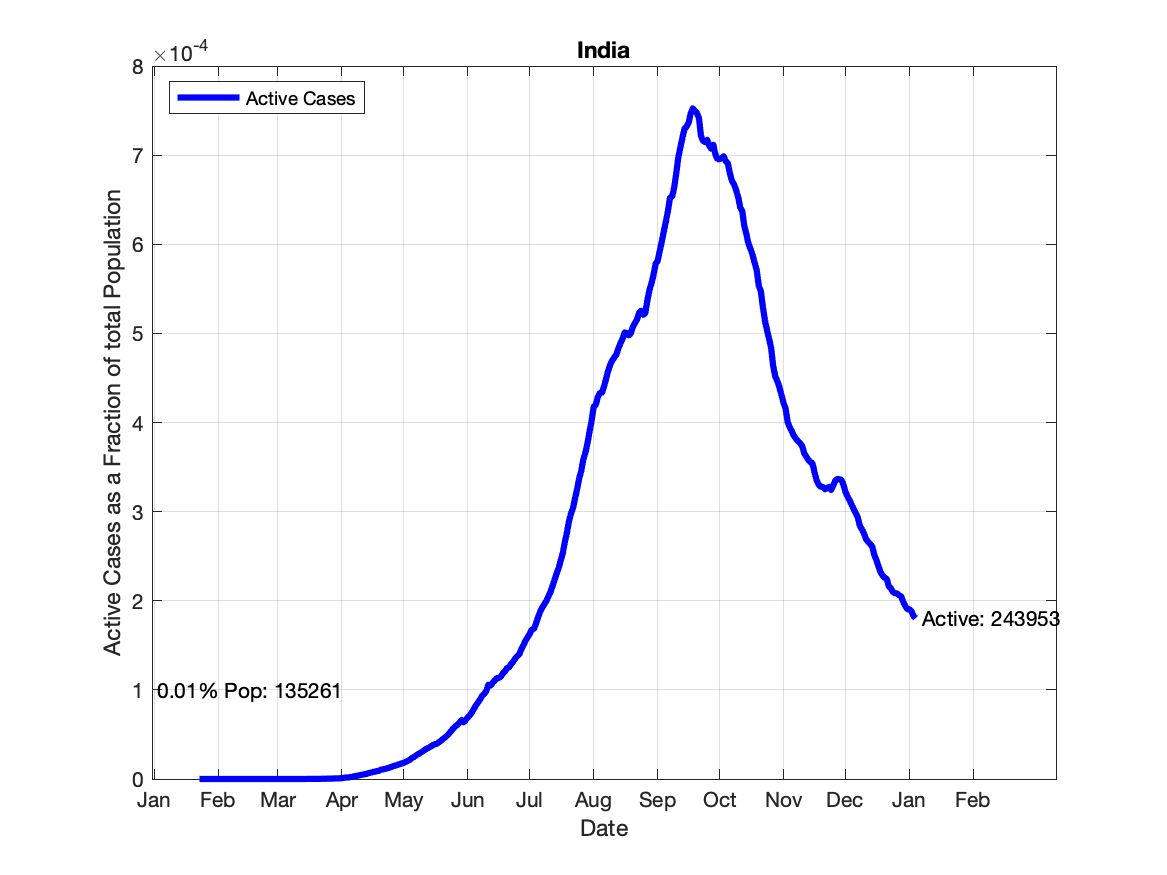 India
×10-4
Active Cases
8
7
6
5
4
3
2
1
0
Active Cases as a Fraction of total Population
0.01% Pop: 135261
Active: 243953
Jan Feb Mar Apr May Jun Jul Aug Sep Oct Nov Dec Jan Feb
Date